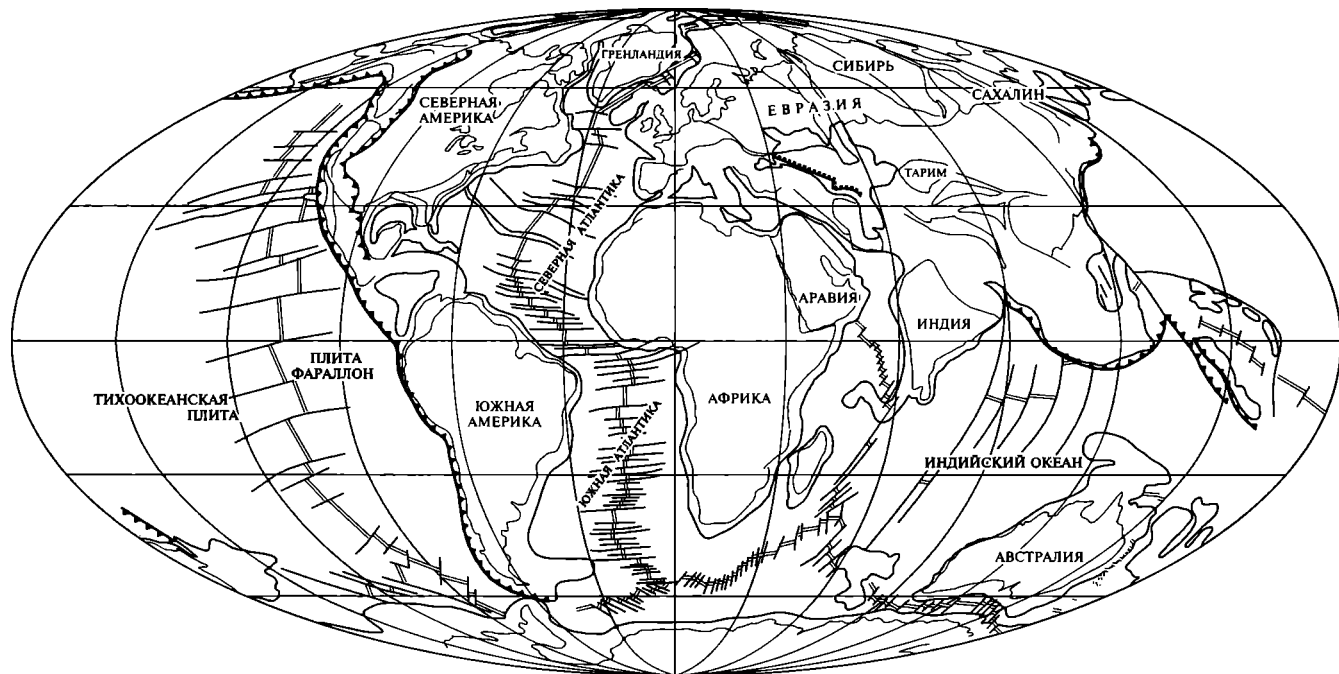 ГРЕНЛАНДИЯ
СИБИРЬ
САХАЛИН
СЕВЕРНАЯ
АМЕРИКА
ЕВРАЗИЯ
ТАРИМ
СЕВЕРНАЯ АТЛАНТИКА
АРАВИЯ
ИНДИЯ
ПЛИТА
ФАРАЛЛОН
ТИХООКЕАНСКАЯ
ПЛИТА
ЮЖНАЯ
АМЕРИКА
АФРИКА
ЮЖНАЯ АТЛАНТИКА
ИНДИЙСКИЙ ОКЕАН
АВСТРАЛИЯ